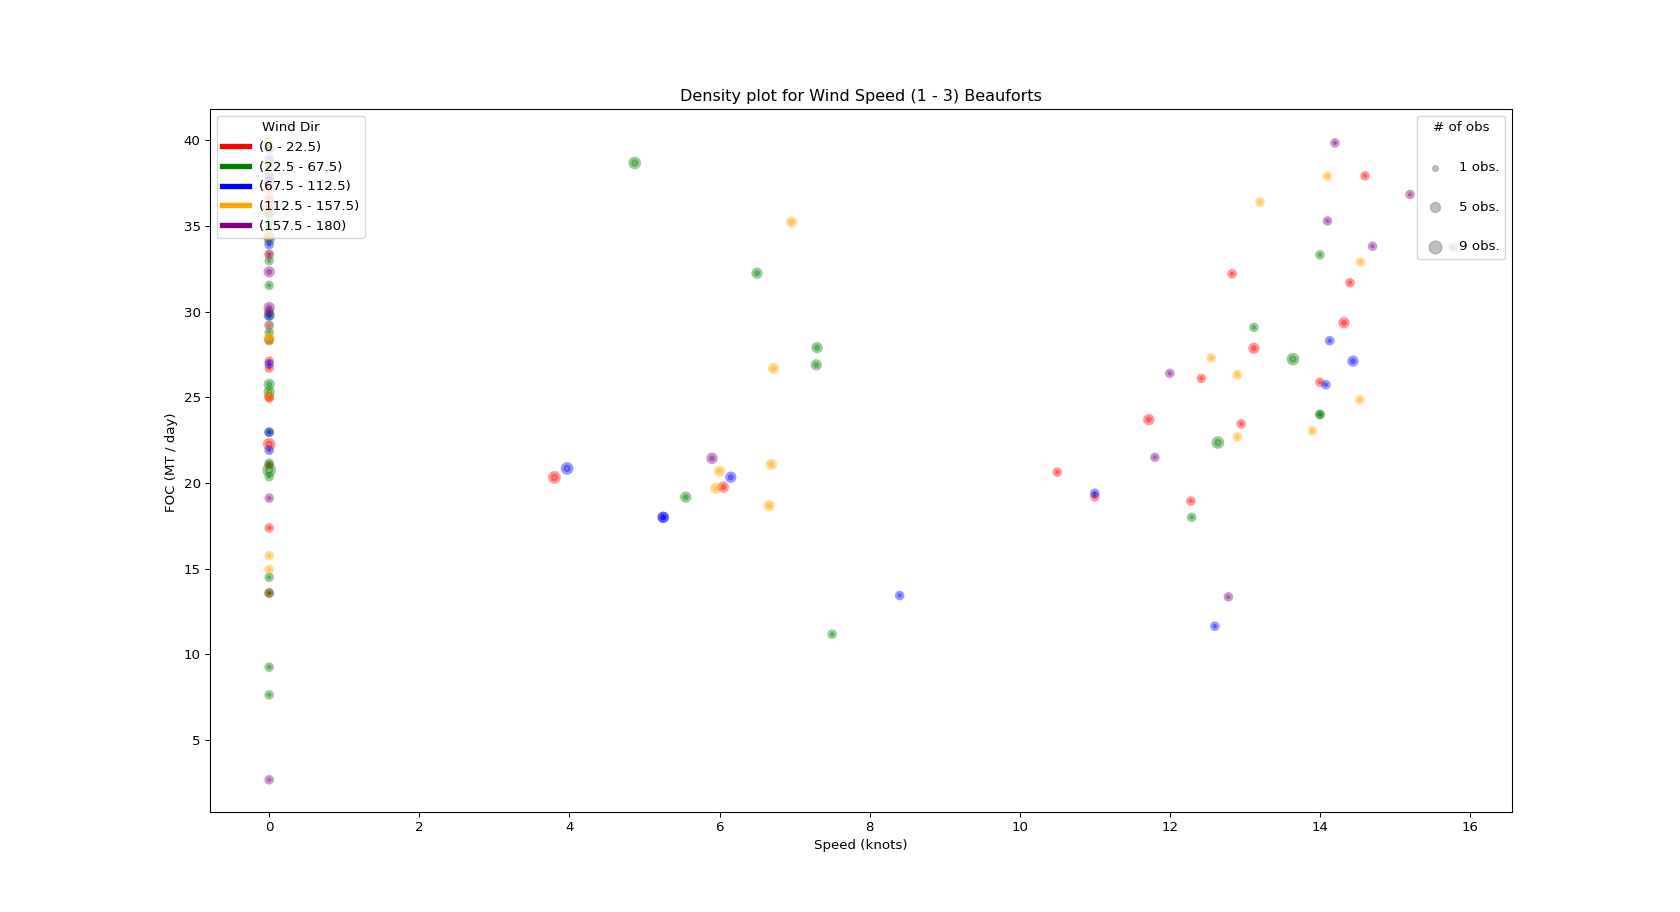 Density plot for Wind Speed (1 - 3) Beauforts
Wind Dir
(0 - 22.5)
(22.5 - 67.5)
(67.5 - 112.5)
(112.5 - 157.5)
(157.5 - 180)
# of obs
1 obs.
5 obs.
9 obs.
40
35
30
25
20
15
10
5
FOC (MT / day)
0 2 4 6 8 10 12 14 16
Speed (knots)